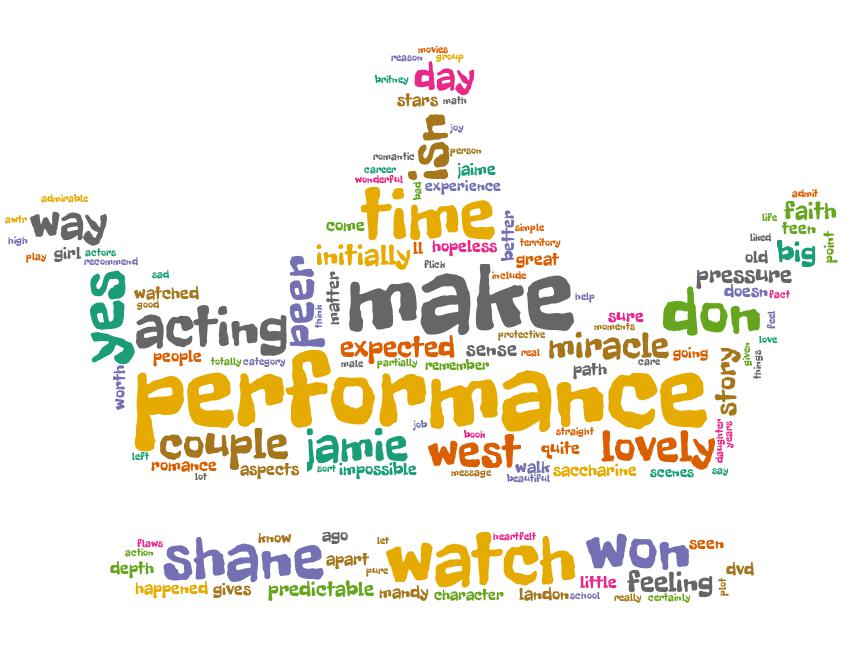 movies
reason group
britney day
stars math
ish joy
romantic person
career jaime
wonderful bad experience
admirable
awtr way
high
play girl actors
recommend
admit
life faith
teen
liked big point
old
pressure
doesn fact
time
come better simple
initially ll hopeless territory
great
flick include
yes sad
watched
good
acting peer think matter make help
sure
moments
don feel
love
people totally category expected sense protective real miracle going
male partially remember path care
worth performance story given things
job
couple jamie book west straight quite lovely daughter years
left romance aspects sort impossible message walk saccharine scenes say
lot beautiful
flaws know ago let heartfelt
action shane apart pure watch won seen
depth
happened gives predictable mandy character landon school little feeling plot dvd
really certainly